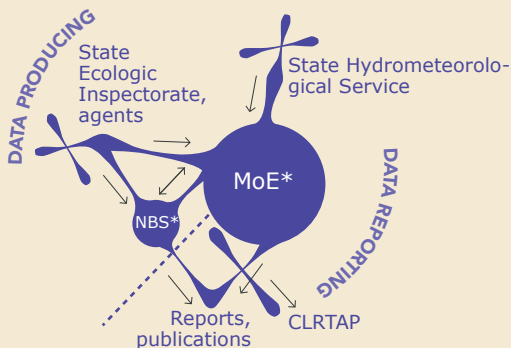 DATA PRODUCING
State
Ecologic
Inspectorate,
agents
State Hydrometeorolo-
gical Service
MoE*
NBS*
DATA REPORTING
Reports,
publications
CLRTAP